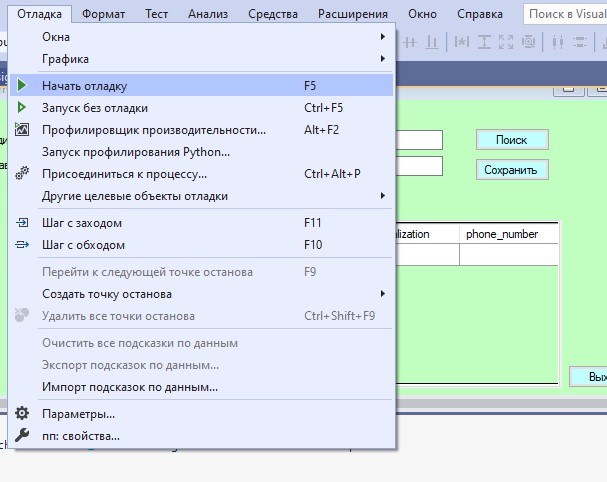 Отладка Формат Тест Анализ Средства Расширения Окно Справка Поиск в Visual
Окна
Графика
Начать отладку F5
Запуск без отладки Ctrl+F5
Профилировщик производительности... Alt+F2
Запуск профилирования Python...
Присоединиться к процессу... Ctrl+Alt+P
Другие целевые объекты отладки
Шаг с заходом F11
Шаг с обходом F10
Перейти к следующей точке останова F9
Создать точку останова
Удалить все точки останова Ctrl+Shift+F9
Очистить все подсказки по данным
Экспорт подсказок по данным...
Импорт подсказок по данным...
Параметры...
пп: свойства...
Поиск
Сохранить
alization phone_number
Вых